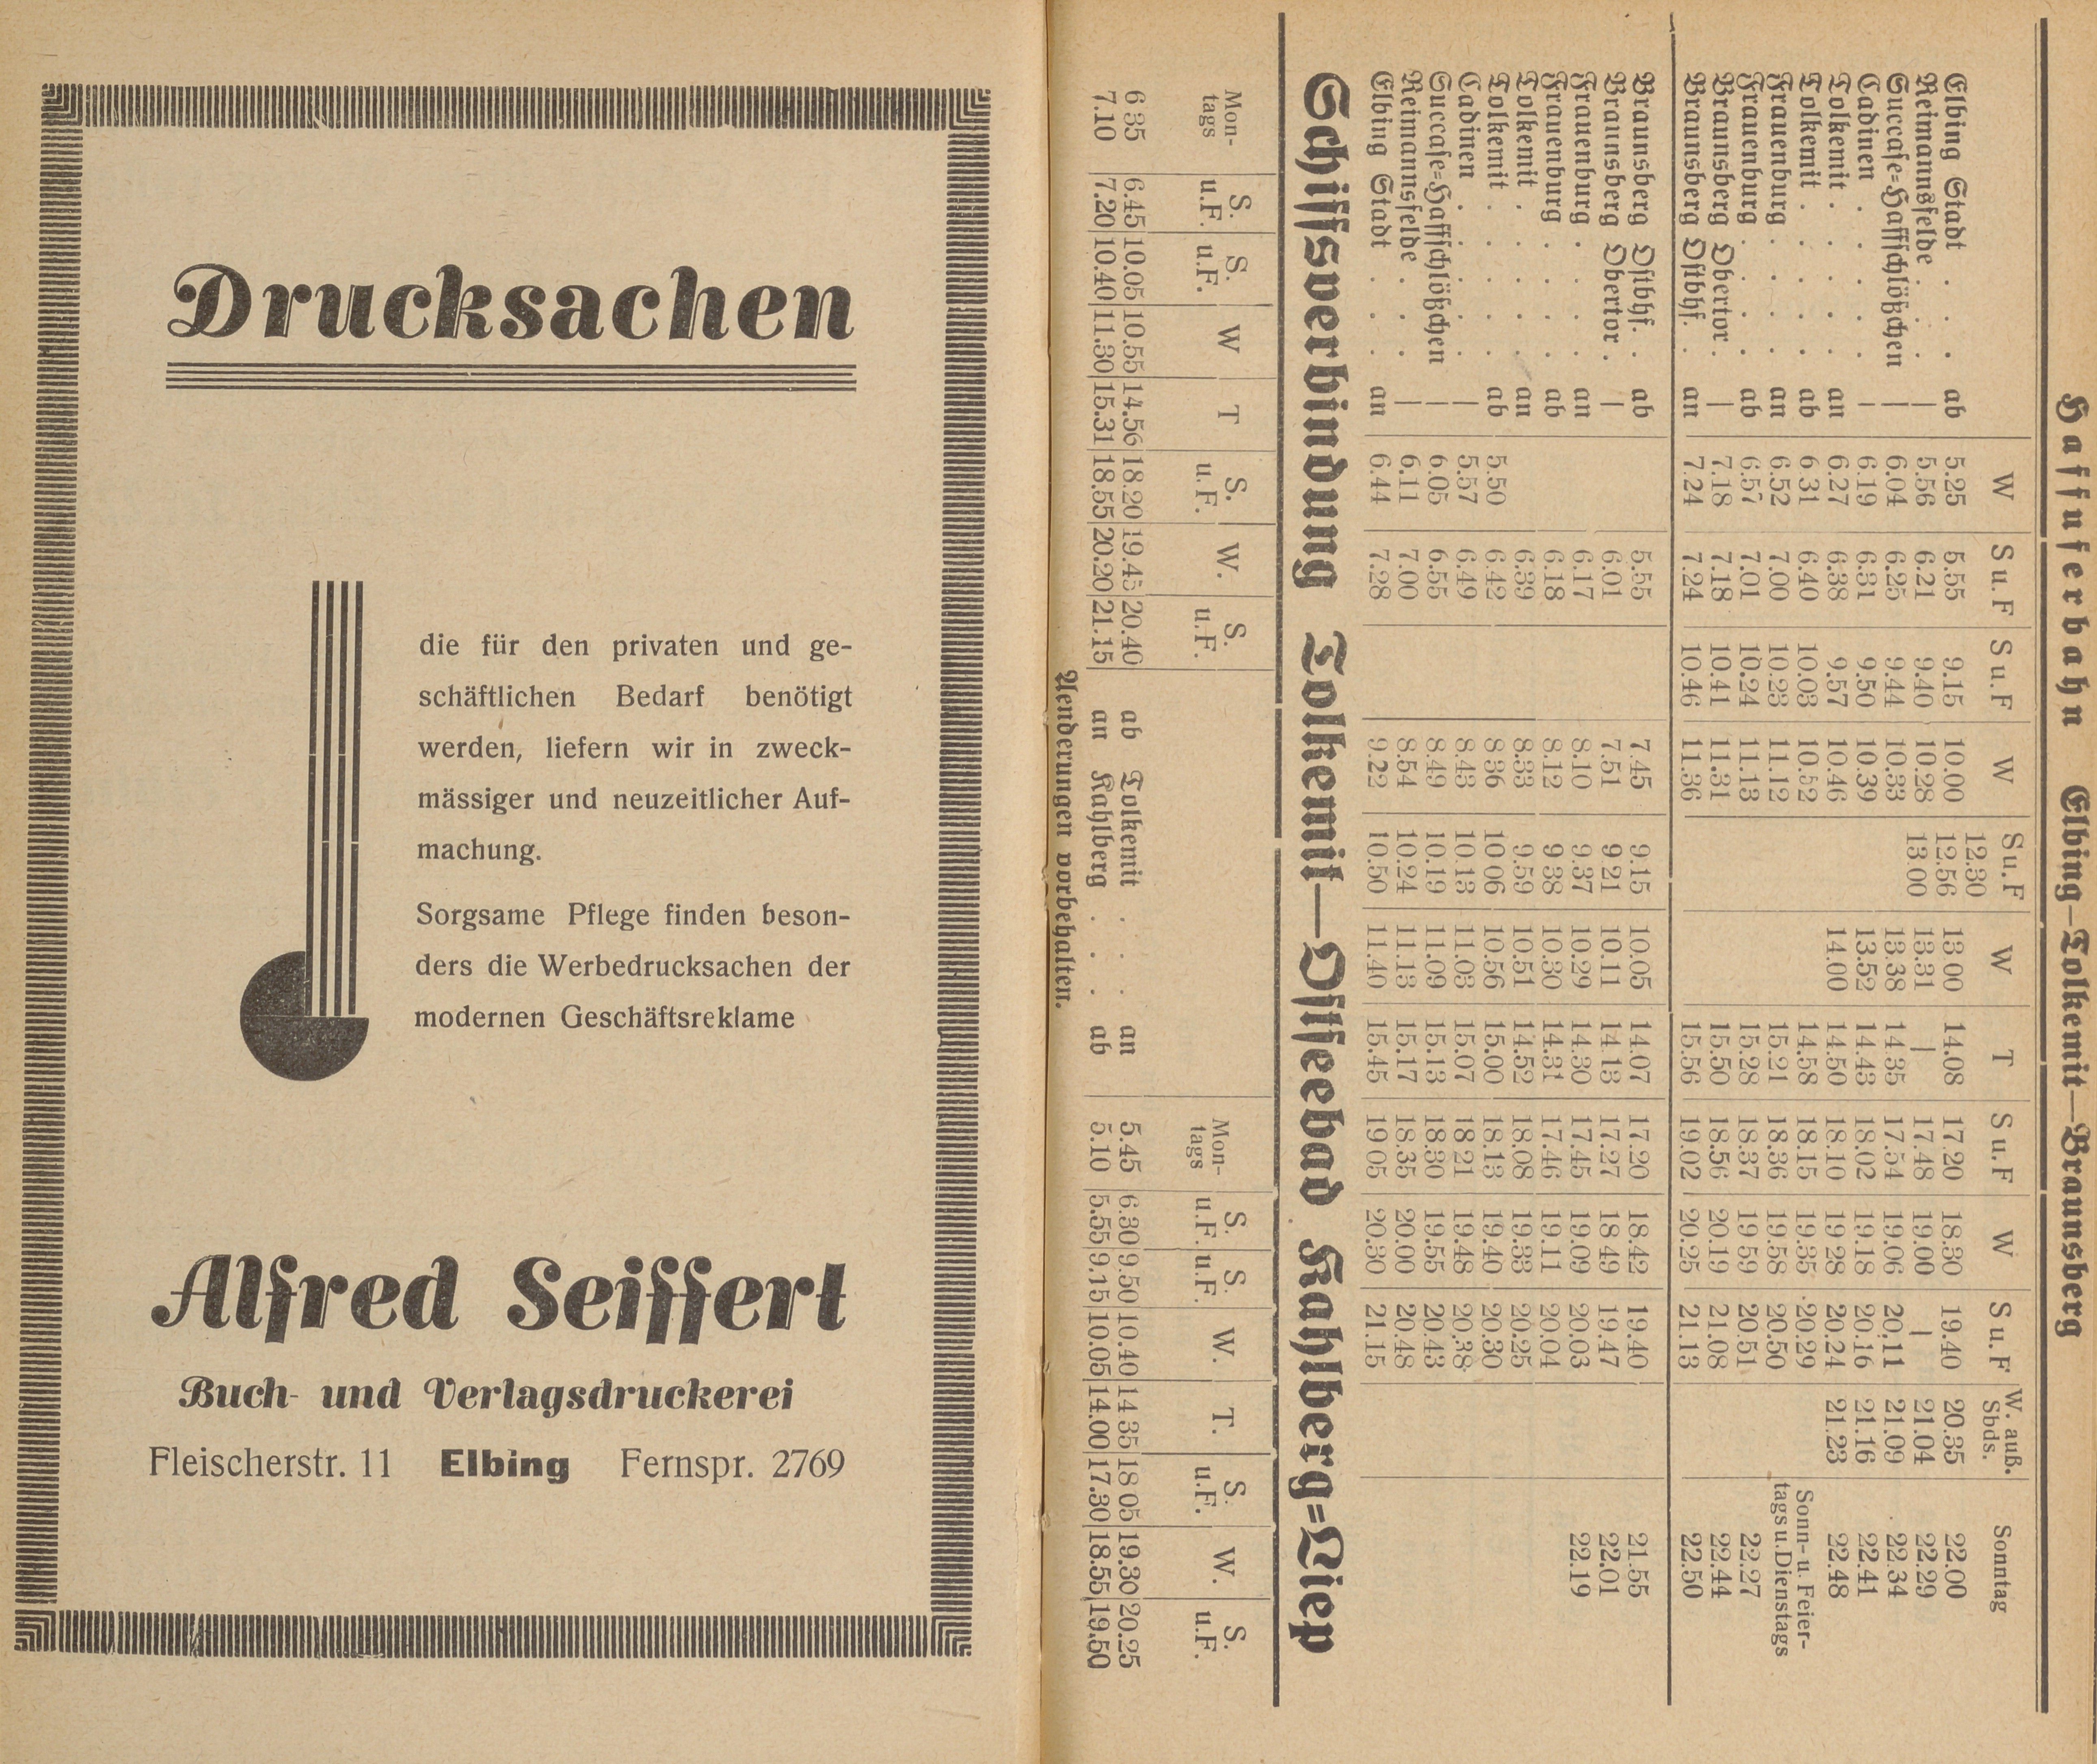 Drucksachen
die für den privaten und ge-
schäftlichen Bedarf benötigt
werden, liefern wir in zweck-
mässiger und neuzeitlicher Auf-
machung.
Sorgsame Pflege finden beson-
ders die Werbedrucksachen der
modernen Geschäftsreklame
Alfred Seiffert
Buch- und Verlagsdruckerei
Fleischerstr. 11 Elbing Fernspr. 2769
Haffuferbahn Elbing—Tolkemit—Braunsberg
W S u. F S u. F W S u. F W T S u. F W S u. F W. auß. Sbds. Sonntag
Elbing Stadt . . . ab 5.25 5.55 9.15 10.00 12.30 13 00 14.08 17.20 18.30 19.40 20.35 22.00
Reimannsfelde . . | 5.56 6.21 9.40 10.28 12.56 13.31 — 17.48 19.00 — 21.04 22.29
Succase=Haffschlößchen | 6.04 6.25 9.44 10.33 13 00 13.38 14.35 17.54 19.06 20.11 21.09 22.34
Cadinen . . . . | 6.19 6.31 9.50 10.39 13.52 14.43 18.02 19.18 20.16 21.16 22.41
Tolkemit . . . . an 6.27 6.38 9.57 10.46 14.00 14.50 18.10 19 28 20.24 21.23 22.48
Tolkemit . . . . ab 6.31 6.40 10.03 10.52 14.58 18.15 19.35 20.29 Sonn- u. Feier-
Frauenburg . . . an 6.52 7.00 10.23 11.12 15.21 18.36 19.58 20.50 tags u. Dienstags
Frauenburg . . . ab 6.57 7.01 10.24 11.13 15.28 18.37 19 59 20.51 22.27
Braunsberg Obertor . | 7.18 7.18 10.41 11.31 15.50 18.56 20.19 21.08 22.44
Braunsberg Ostbhf. . an 7.24 7.24 10.46 11.36 15.56 19.02 20.25 21.13 22.50
Braunsberg Ostbhf. . ab 5.55 7.45 9.15 10.05 14.07 17.20 18.42 19.40 21.55
Braunsberg Obertor . | 6.01 7.51 9 21 10.11 14 13 17.27 18 49 19.47 22.01
Frauenburg . . . an 6.17 8.10 9.37 10.29 14.30 17.45 19.09 20.03 22.19
Frauenburg . . . ab 6.18 8.12 9 38 10.30 14.31 17.46 19.11 20.04
Tolkemit . . . . an 6.39 8.33 9.59 10.51 14.52 18.08 19.33 20.25
Tolkemit . . . . ab 5.50 6.42 8 36 10 06 10.56 15.00 18.13 19.40 20.30
Cadinen . . . . | 5.57 6.49 8.43 10.13 11.03 15.07 18 21 19.48 20.38
Succase=Haffschlößchen | 6.05 6.55 8 49 10.19 11.09 15.13 18.30 19.55 20.43
Reimannsfelde . . | 6.11 7.00 8.54 10.24 11.13 15.17 18.35 20.00 20.48
Elbing Stadt . . . an 6.44 7.28 9.22 10.50 11.40 15.45 19 05 20.30 21.15
Schiffsverbindung Tolkemit—Ostseebad Kahlberg=Liep
Mon-tags S. u.F. S. u.F. W T S. u.F. W. S. u.F. Mon-tags S. u.F. S. u.F. W. T. S. u.F. W. S. u.F.
6 35 6.45 10.05 10.55 14.56 18.20 19.45 20.40 ab Tolkemit . . . an 5.45 6.30 9.50 10.40 14 35 18 05 19.30 20.25
7.10 7.20 10.40 11.30 15.31 18.55 20.20 21.15 an Kahlberg . . . ab 5.10 5.55 9.15 10.05 14.00 17.30 18.55 19.50
Aenderungen vorbehalten.